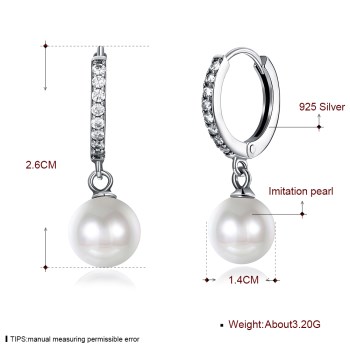 925 Silver
2.6CM
Imitation pearl
1.4CM
Weight:About3.20G
TIPS:manual measuring permissible error